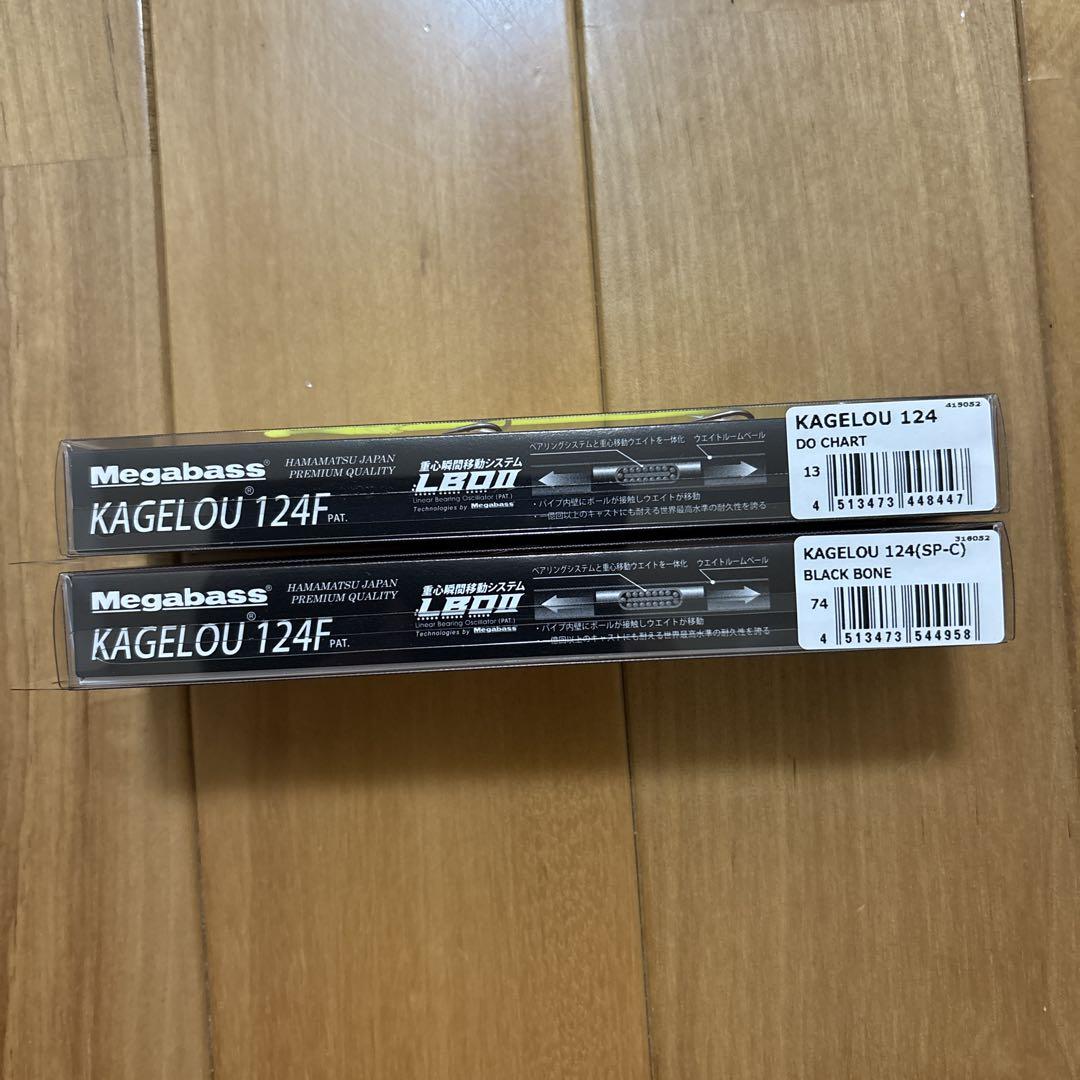 Megabass®
HAMAMATSU JAPAN
PREMIUM QUALITY
KAGELOU® 124F PAT.
重心瞬間移動システム
LBOII
Linear Bearing Oscillator (PAT.)
Technologies by Megabass
ベアリングシステムと重心移動ウエイトを一体化
ウエイトルームベール
・パイプ内壁にボールが接触しウエイトが移動
・一億回以上のキャストにも耐える世界最高水準の耐久性を誇る
415052
KAGELOU 124
DO CHART
13
4 513473 448447
Megabass®
HAMAMATSU JAPAN
PREMIUM QUALITY
KAGELOU® 124F PAT.
重心瞬間移動システム
LBOII
Linear Bearing Oscillator (PAT.)
Technologies by Megabass
ベアリングシステムと重心移動ウエイトを一体化
ウエイトルームベール
・パイプ内壁にボールが接触しウエイトが移動
一億回以上のキャストにも耐える世界最高水準の耐久性を誇る
316052
KAGELOU 124(SP-C)
BLACK BONE
74
4 513473 544958